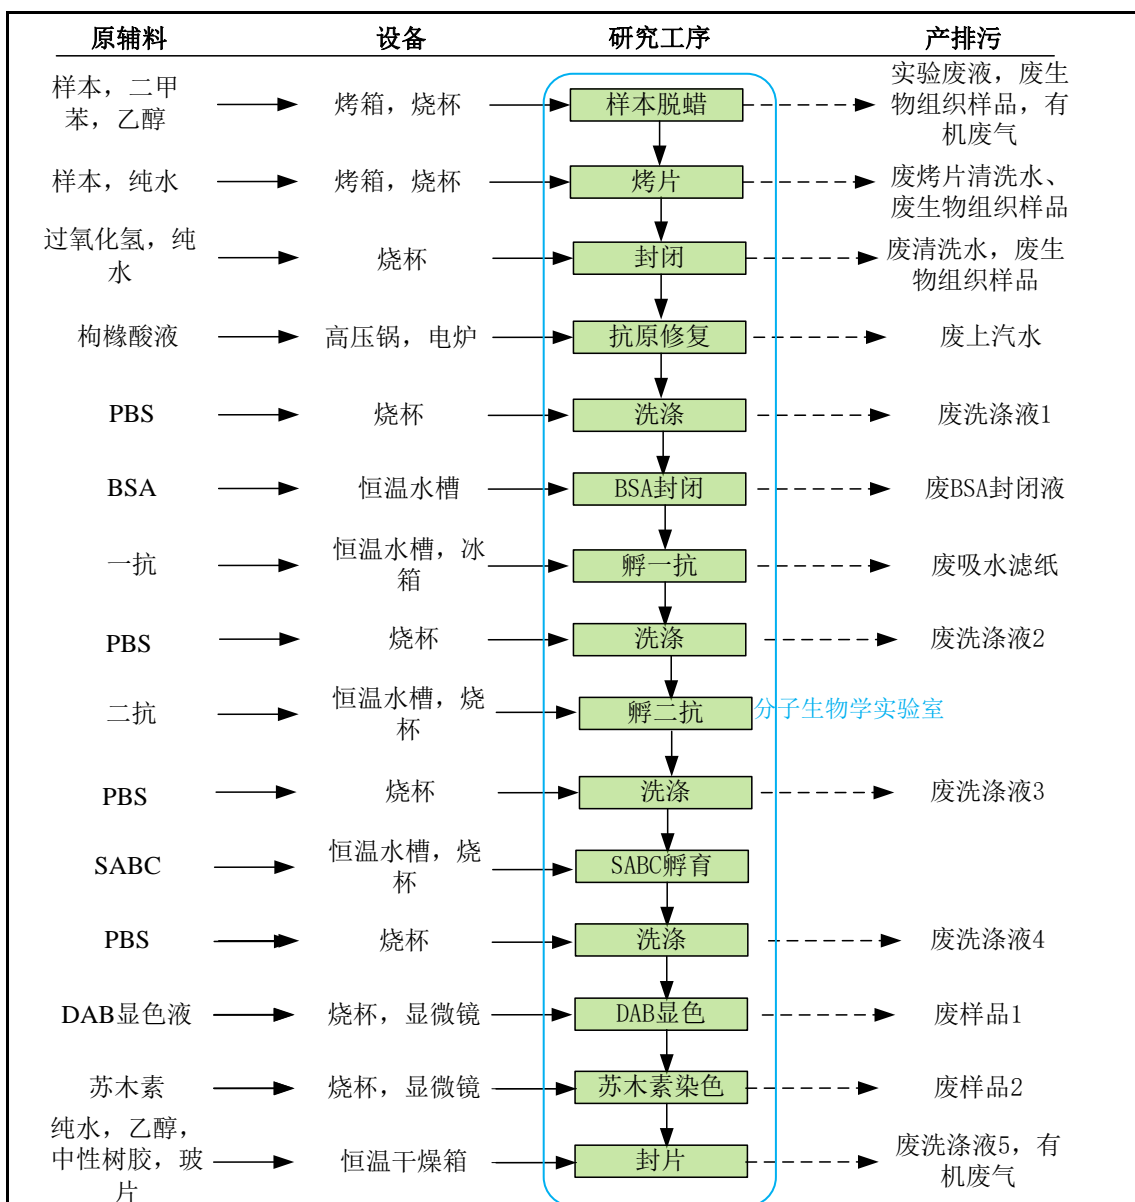 原辅料 设备 研究工序 产排污
样本，二甲
苯，乙醇
烤箱，烧杯
样本脱蜡
实验废液，废生
物组织样品，有
机废气
样本，纯水
烤箱，烧杯
烤片
废烤片清洗水、
废生物组织样品
过氧化氢，纯
水
烧杯
封闭
废清洗水，废生
物组织样品
枸橼酸液
高压锅，电炉
抗原修复
废上汽水
PBS
烧杯
洗涤
废洗涤液1
BSA
恒温水槽
BSA封闭
废BSA封闭液
一抗
恒温水槽，冰
箱
孵一抗
废吸水滤纸
PBS
烧杯
洗涤
废洗涤液2
二抗
恒温水槽，烧
杯
孵二抗
分子生物学实验室
PBS
烧杯
洗涤
废洗涤液3
SABC
恒温水槽，烧
杯
SABC孵育
PBS
烧杯
洗涤
废洗涤液4
DAB显色液
烧杯，显微镜
DAB显色
废样品1
苏木素
烧杯，显微镜
苏木素染色
废样品2
纯水，乙醇，
中性树胶，玻
片
恒温干燥箱
封片
废洗涤液5，有
机废气